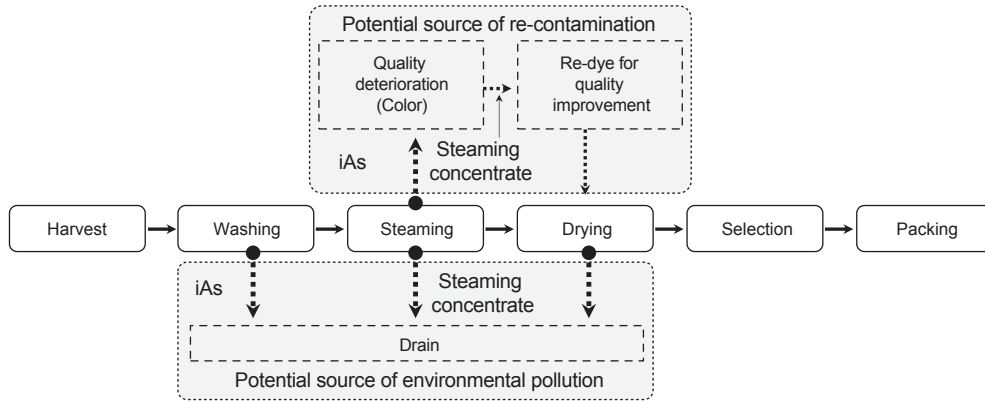 Potential source of re-contamination
Quality
deterioration
(Color)
Re-dye for
quality
improvement
iAs
Steaming
concentrate
Harvest
Washing
Steaming
Drying
Selection
Packing
iAs
Steaming
concentrate
Drain
Potential source of environmental pollution